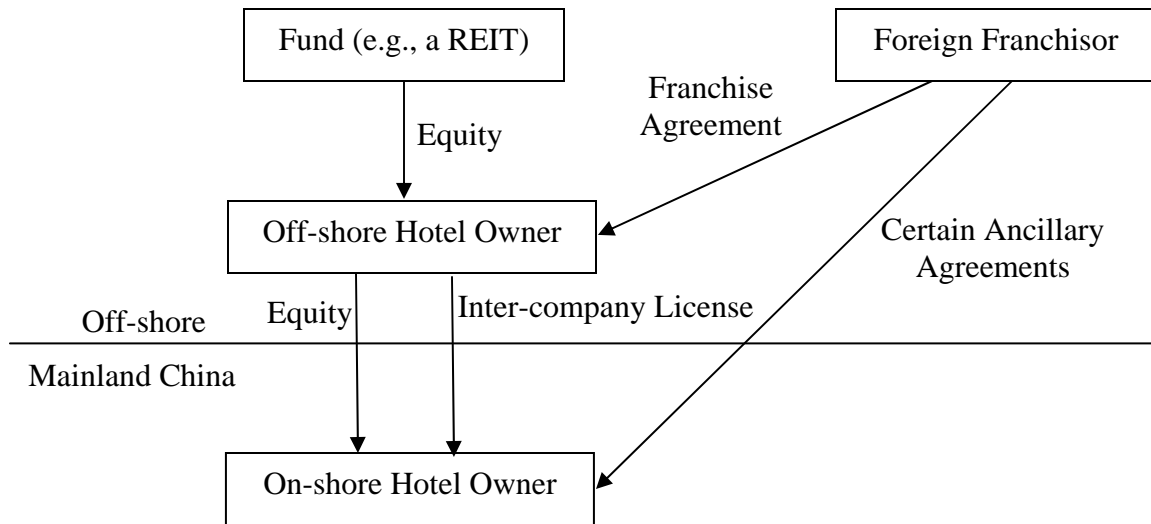 Fund (e.g., a REIT)
Foreign Franchisor
Franchise
Agreement
Equity
Off-shore Hotel Owner
Certain Ancillary
Agreements
Equity
Inter-company License
Off-shore
Mainland China
On-shore Hotel Owner